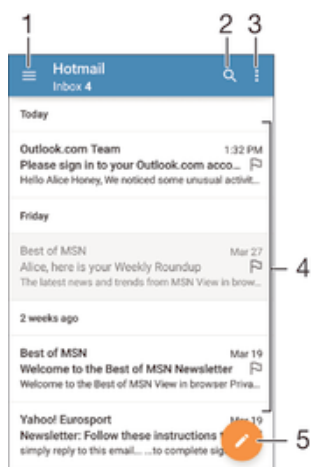 1 2 3
Hotmail
Inbox 4
Today
Outlook.com Team 1:32 PM
Please sign in to your Outlook.com acco...
Hello Alice Honey, We noticed some unusual activit...
Friday
Best of MSN Mar 27
Alice, here is your Weekly Roundup
4
The latest news and trends from MSN View in brow...
2 weeks ago
Best of MSN Mar 19
Welcome to the Best of MSN Newsletter
Welcome to the Best of MSN View in browser Priva...
Yahoo! Eurosport Mar 19
Newsletter: Follow these instructions
5
simply reply to this email... ...to complete